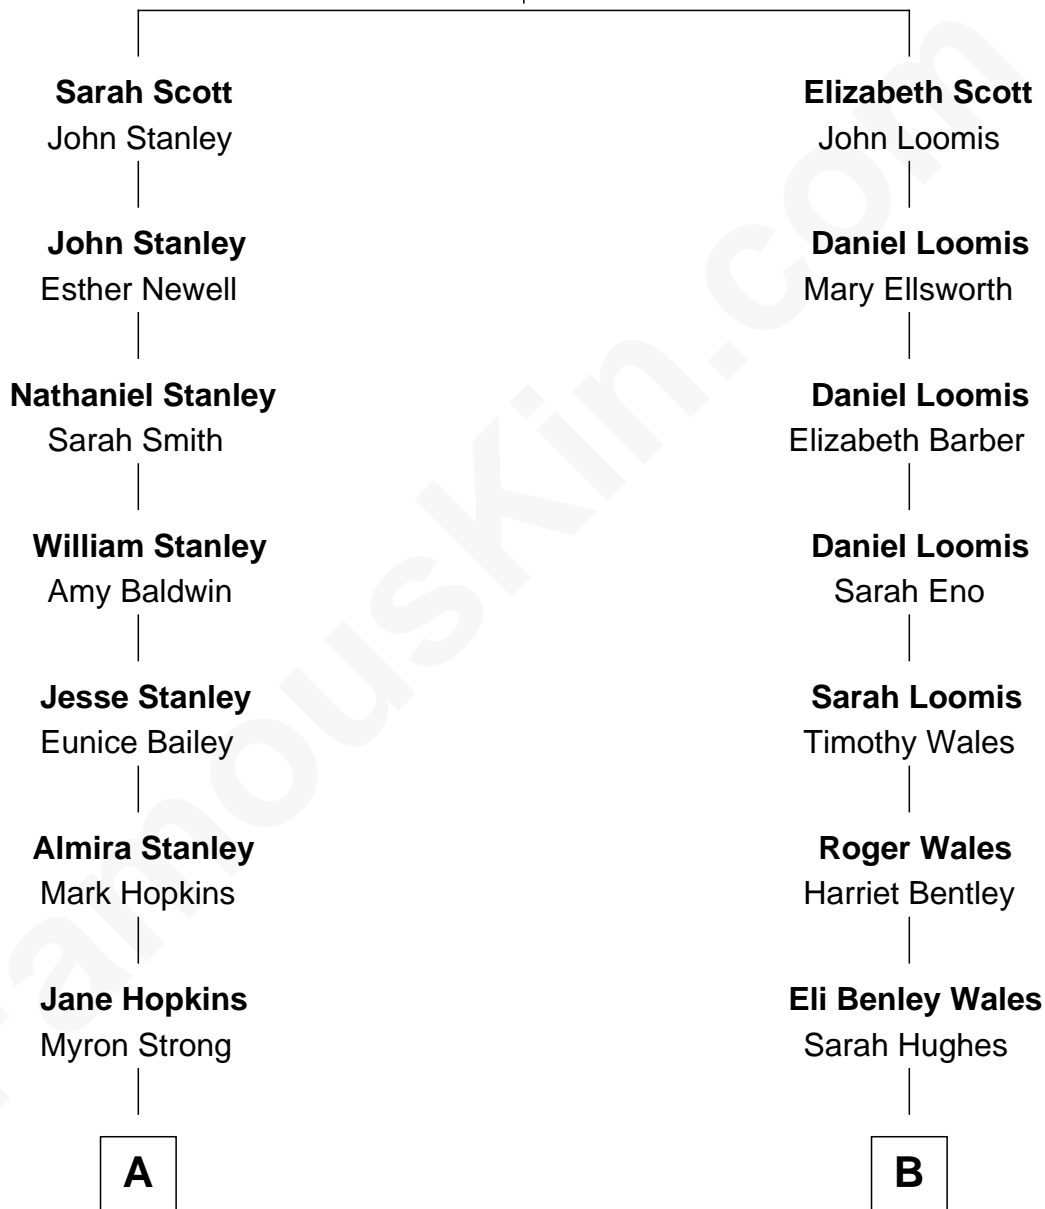 Sarah Scott
John Stanley
John Stanley
Esther Newell
Nathaniel Stanley
Sarah Smith
William Stanley
Amy Baldwin
Jesse Stanley
Eunice Bailey
Almira Stanley
Mark Hopkins
Jane Hopkins
Myron Strong
A
Elizabeth Scott
John Loomis
Daniel Loomis
Mary Ellsworth
Daniel Loomis
Elizabeth Barber
Daniel Loomis
Sarah Eno
Sarah Loomis
Timothy Wales
Roger Wales
Harriet Bentley
Eli Benley Wales
Sarah Hughes
B
FamousKin.com